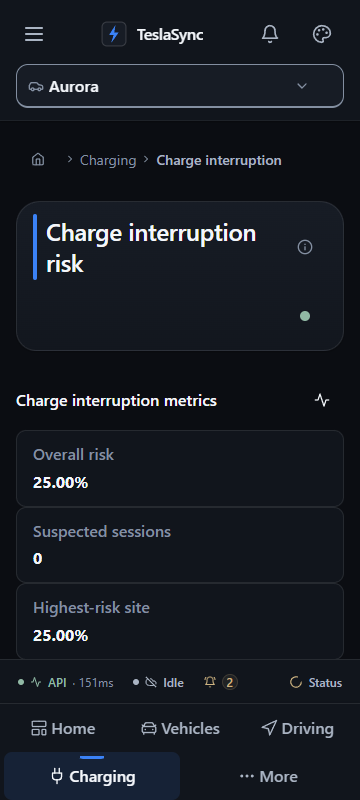 TeslaSync
Aurora
Charging
Charge interruption
Charge interruption
risk
Charge interruption metrics
Overall risk
25.00%
Suspected sessions
0
Highest-risk site
25.00%
API · 151ms
Idle
2
Status
Home
Vehicles
Driving
Charging
More